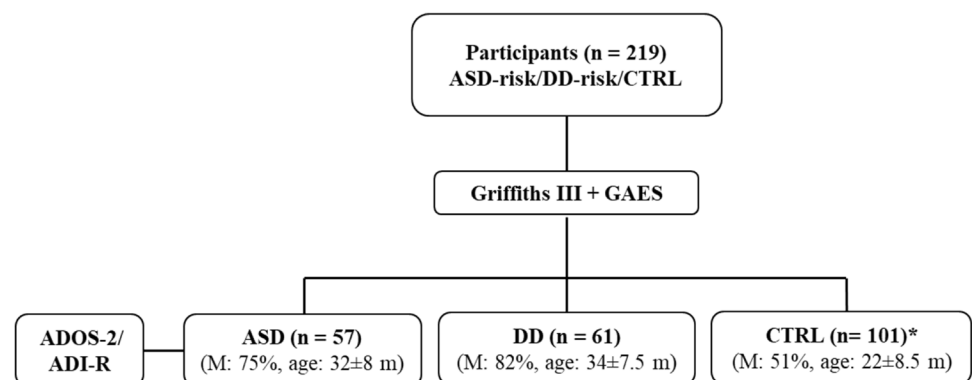 Participants (n = 219)
ASD-risk/DD-risk/CTRL
Griffiths III + GAES
ADOS-2/
ADI-R
ASD (n = 57)
(M: 75%, age: 32±8 m)
DD (n = 61)
(M: 82%, age: 34±7.5 m)
CTRL (n= 101)*
(M: 51%, age: 22±8.5 m)